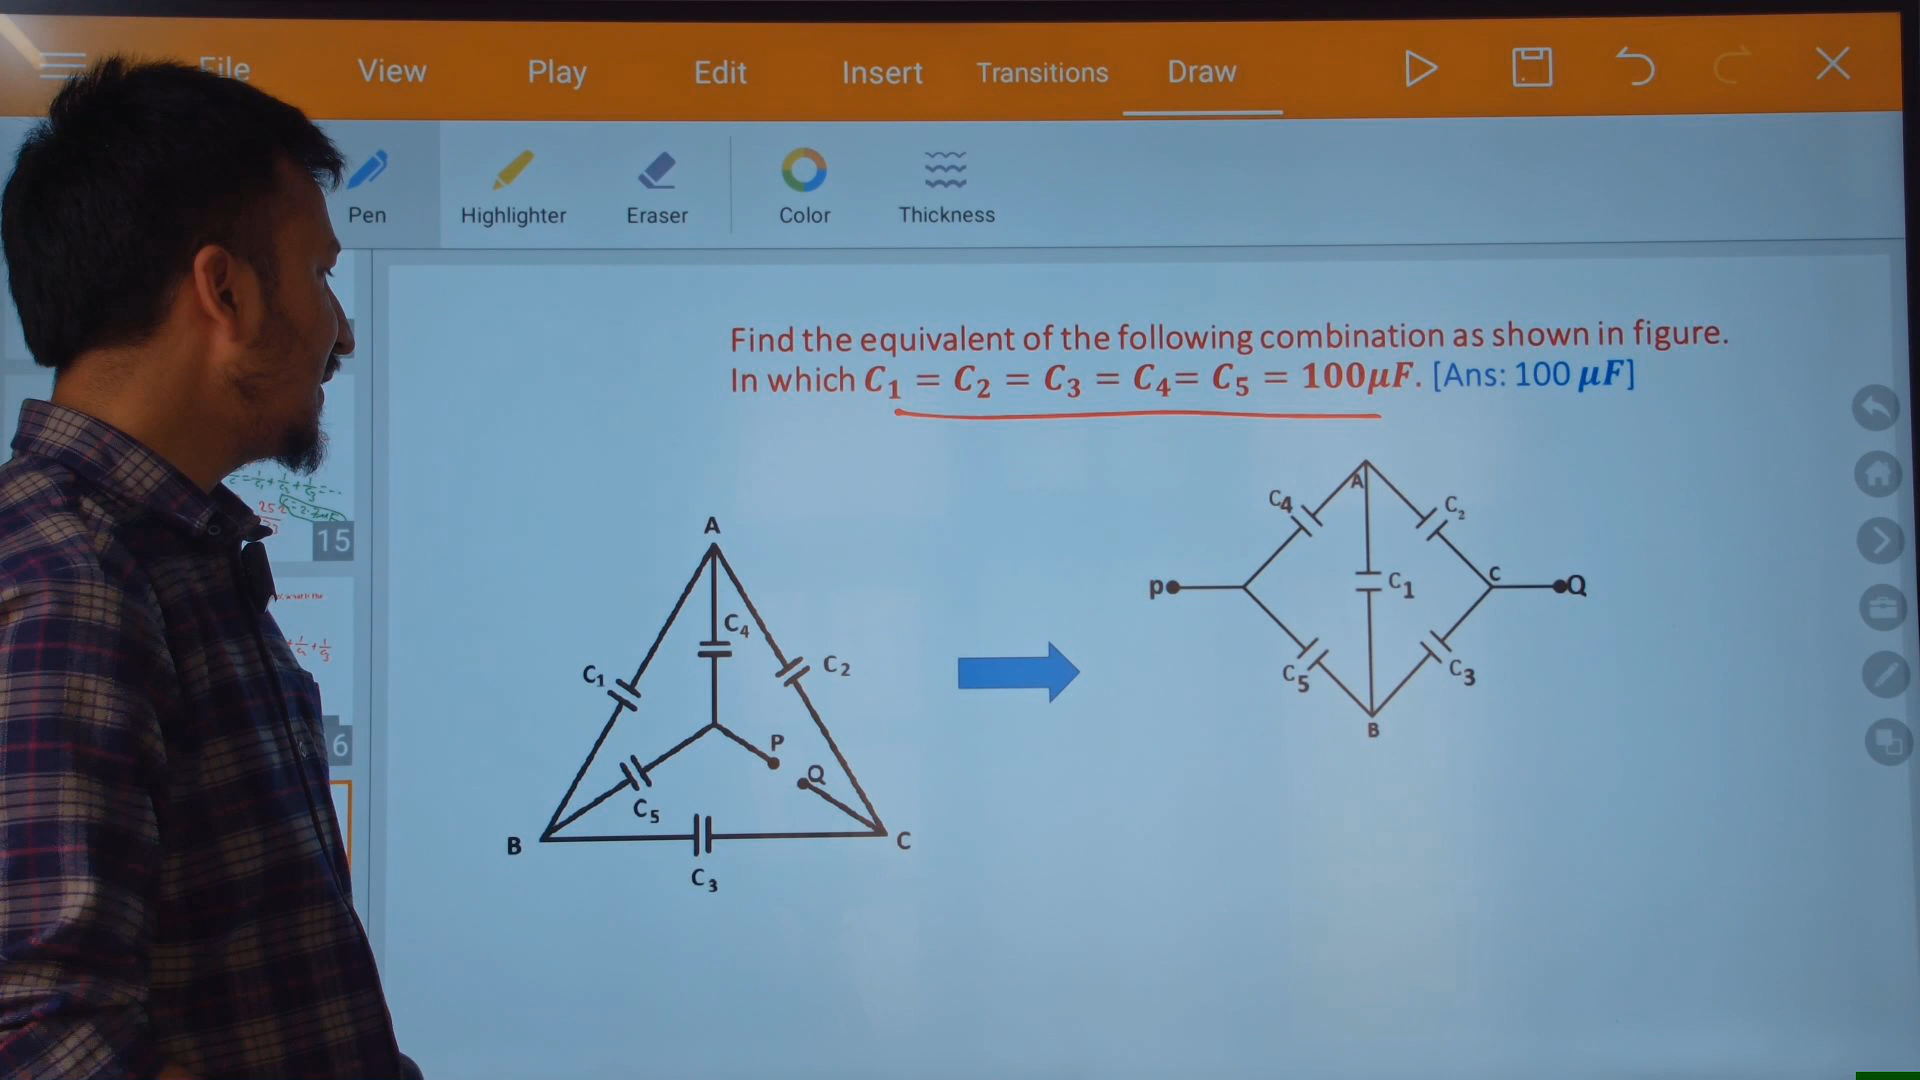 File View Play Edit Insert Transitions Draw
Pen Highlighter Eraser Color Thickness
Find the equivalent of the following combination as shown in figure.
In which C₁ = C₂ = C₃ = C₄= C₅ = 100μF. [Ans: 100 μF]
15
6
A
C₄
C₁
C₂
P
Q
C₅
B
C
C₃
A
C₄
C₂
P
C₁
C
Q
C₅
C₃
B